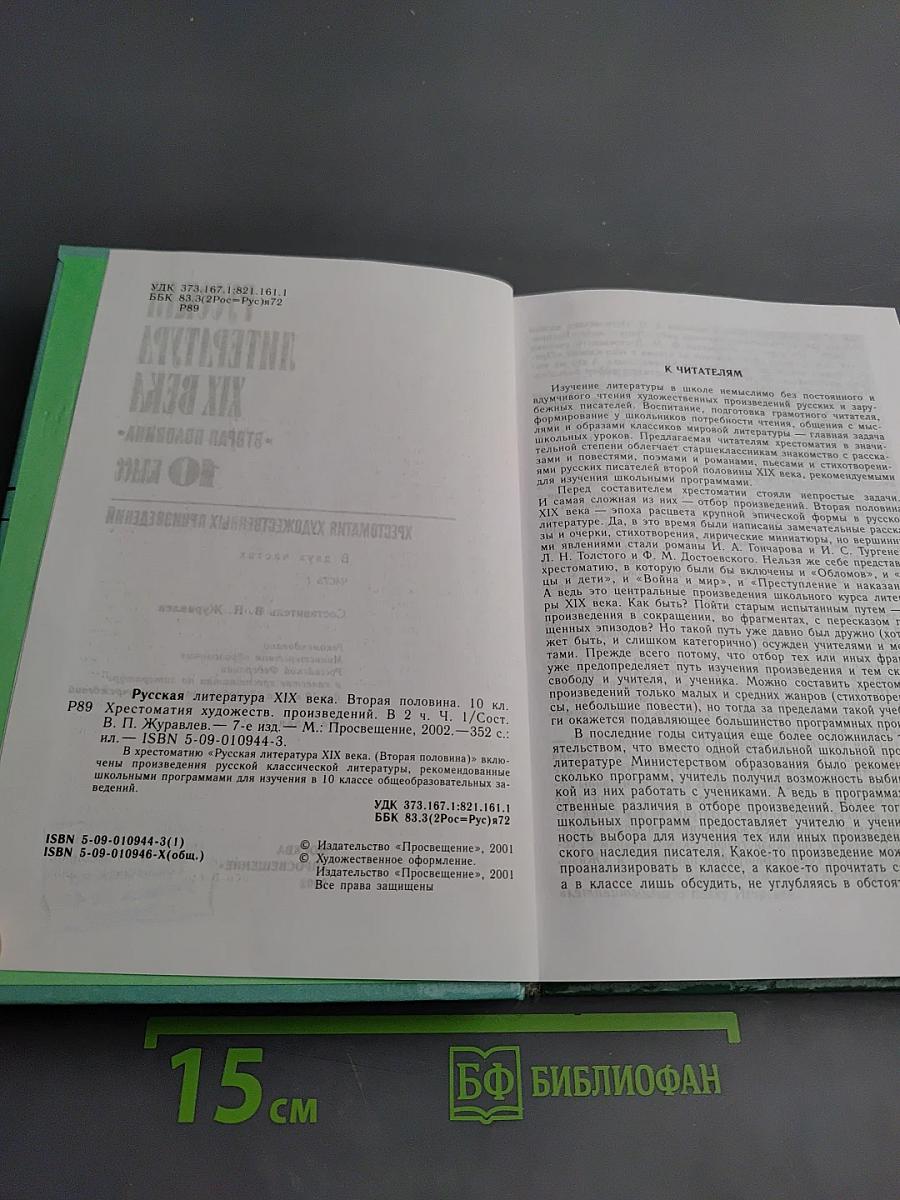 УДК 373.167.1:821.161.1
ББК 83.3(2Рос=Рус)я72
Р89
Русская литература XIX века. Вторая половина. 10 кл.
Р89 Хрестоматия художеств. произведений. В 2 ч. Ч. 1/Сост.
В. П. Журавлев. — 7-е изд. — М.: Просвещение, 2002. — 352 с.:
ил. — ISBN 5-09-010944-3.
В хрестоматию «Русская литература XIX века. (Вторая половина)» вклю-
чены произведения русской классической литературы, рекомендованные
школьными программами для изучения в 10 классе общеобразовательных за-
ведений.
УДК 373.167.1:821.161.1
ББК 83.3(2Рос=Рус)я72
ISBN 5-09-010944-3(1)
ISBN 5-09-010946-X(общ.)
© Издательство «Просвещение», 2001
© Художественное оформление.
Издательство «Просвещение», 2001
Все права защищены
К ЧИТАТЕЛЯМ
Изучение литературы в школе немыслимо без постоянного и
вдумчивого чтения художественных произведений русских и зару-
бежных писателей. Воспитание, подготовка грамотного читателя,
формирование у школьников потребности чтения, общения с мыс-
лями и образами классиков мировой литературы — главная задача
школьных уроков. Предлагаемая читателям хрестоматия в значи-
тельной степени облегчает старшеклассникам знакомство с расска-
зами и повестями, поэмами и романами, пьесами и стихотворени-
ями русских писателей второй половины XIX века, рекомендуемыми
для изучения школьными программами.
Перед составителем хрестоматии стояли непростые задачи.
И самая сложная из них — отбор произведений. Вторая половина
XIX века — эпоха расцвета крупной эпической формы в русско
литературе. Да, в это время были написаны замечательные расска
зы и очерки, стихотворения, лирические миниатюры, но вершинн
ми явлениями стали романы И. А. Гончарова и И. С. Тургене
Л. Н. Толстого и Ф. М. Достоевского. Нельзя же себе представ
хрестоматию, в которую были бы включены и «Обломов», и «
цы и дети», и «Война и мир», и «Преступление и наказан
А ведь это центральные произведения школьного курса литер
ры XIX века. Как быть? Пойти старым испытанным путем —
произведения в сокращении, во фрагментах, с пересказом п
щенных эпизодов? Но такой путь уже давно был дружно (хот
жет быть, и слишком категорично) осужден учителями и ме
тами. Прежде всего потому, что отбор тех или иных фраг
уже предопределяет путь изучения произведения и тем ск
свободу и учителя, и ученика. Можно составить хрестом
произведений только малых и средних жанров (стихотворе
сы, небольшие повести), но тогда за пределами такой учеб
ги окажется подавляющее большинство программных прои
В последние годы ситуация еще более осложнилась
ятельством, что вместо одной стабильной школьной про
литературе Министерством образования было рекомен
сколько программ, учитель получил возможность выби
кой из них работать с учениками. А ведь в программах
ственные различия в отборе произведений. Более тог
школьных программ предоставляет учителю и учени
ность выбора для изучения тех или иных произведен
ского наследия писателя. Какое-то произведение мож
проанализировать в классе, а какое-то прочитать с
а в классе лишь обсудить, не углубляясь в обстоят
15 см
БФ БИБЛИОФАН